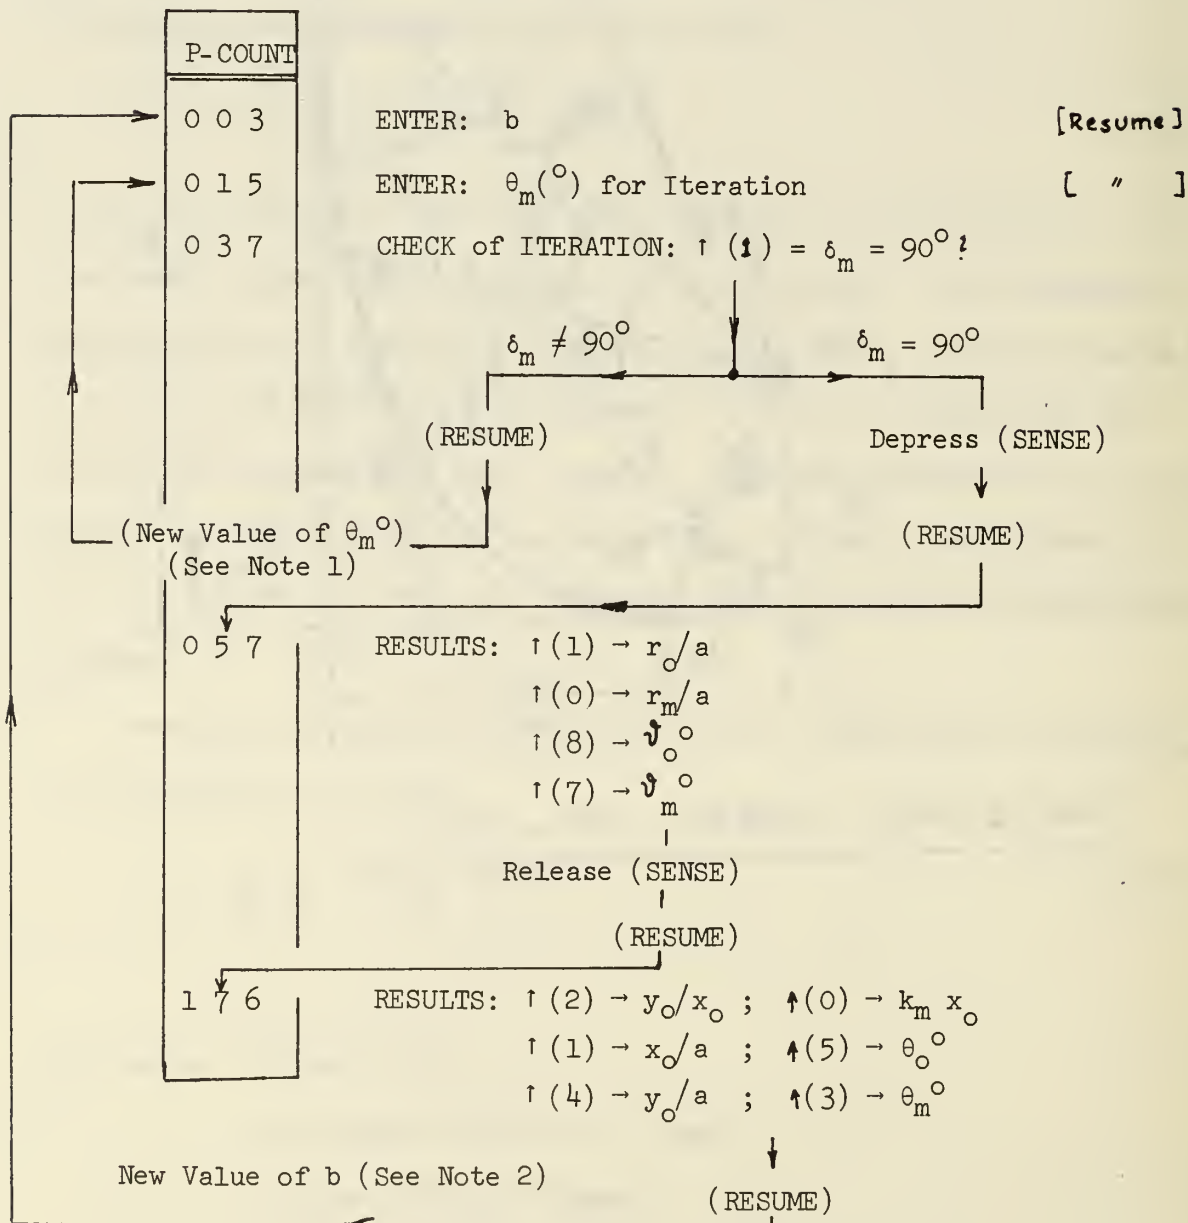 P-COUNT
0 0 3 ENTER: b [Resume]
0 1 5 ENTER: θₘ(°) for Iteration [ " ]
0 3 7 CHECK of ITERATION: ↑ (1) = δₘ = 90° ?
δₘ ≠ 90° δₘ = 90°
(RESUME) Depress (SENSE)
(New Value of θₘ°) (RESUME)
(See Note 1)
0 5 7 RESULTS: ↑(1) → rₒ/a
↑(0) → rₘ/a
↑(8) → ϑₒ°
↑(7) → ϑₘ°
Release (SENSE)
(RESUME)
1 7 6 RESULTS: ↑(2) → yₒ/xₒ ; ↑(0) → kₘ xₒ
↑(1) → xₒ/a ; ↑(5) → θₒ°
↑(4) → yₒ/a ; ↑(3) → θₘ°
New Value of b (See Note 2)
(RESUME)